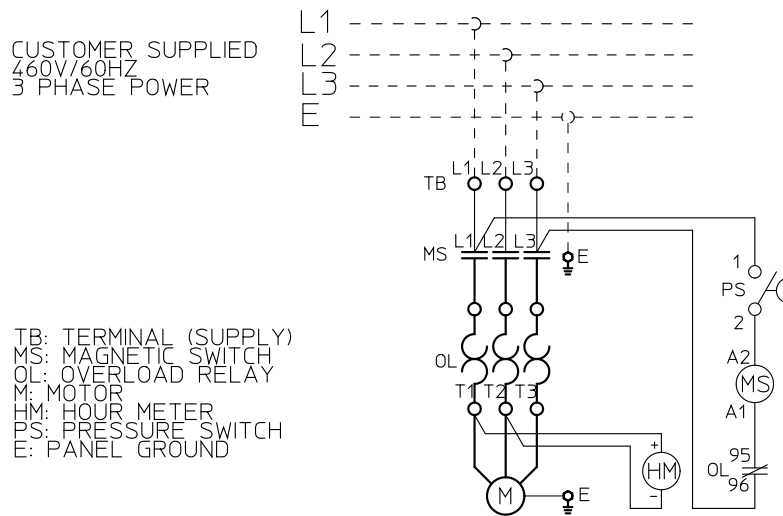 L1
L2
L3
E
CUSTOMER SUPPLIED
460V/60HZ
3 PHASE POWER
TB
L1 L2 L3
MS
L1 L2 L3
E
1
PS
2
A2
MS
A1
95
OL
96
OL
T1 T2 T3
+
HM
-
M
E
TB: TERMINAL (SUPPLY)
MS: MAGNETIC SWITCH
OL: OVERLOAD RELAY
M: MOTOR
HM: HOUR METER
PS: PRESSURE SWITCH
E: PANEL GROUND